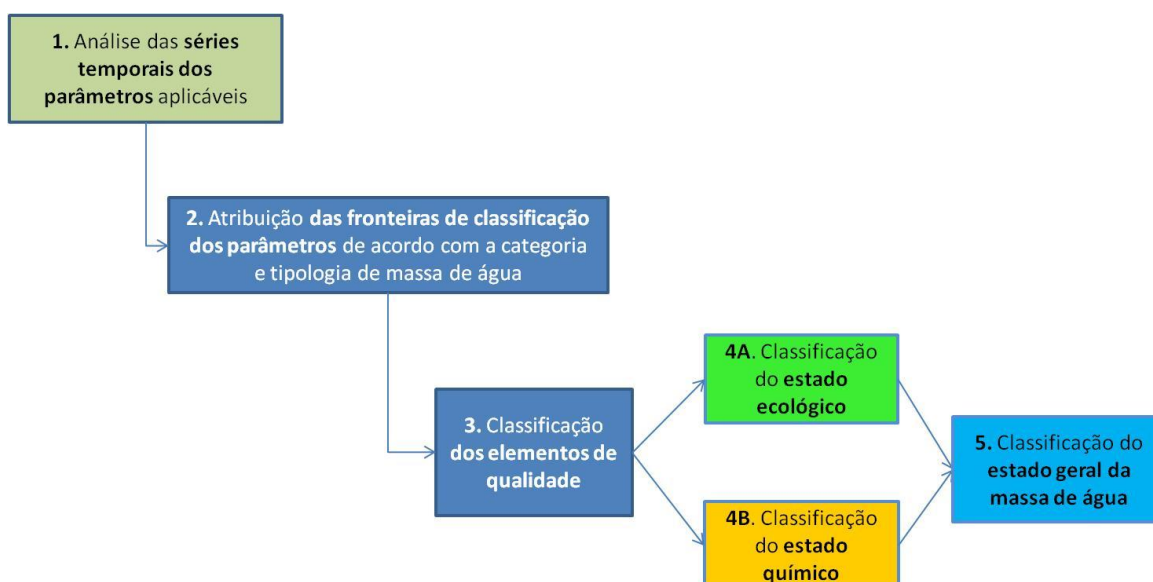 1. Análise das séries
temporais dos
parâmetros aplicáveis
2. Atribuição das fronteiras de classificação
dos parâmetros de acordo com a categoria
e tipologia de massa de água
3. Classificação
dos elementos de
qualidade
4A. Classificação
do estado
ecológico
4B. Classificação
do estado
químico
5. Classificação do
estado geral da
massa de água